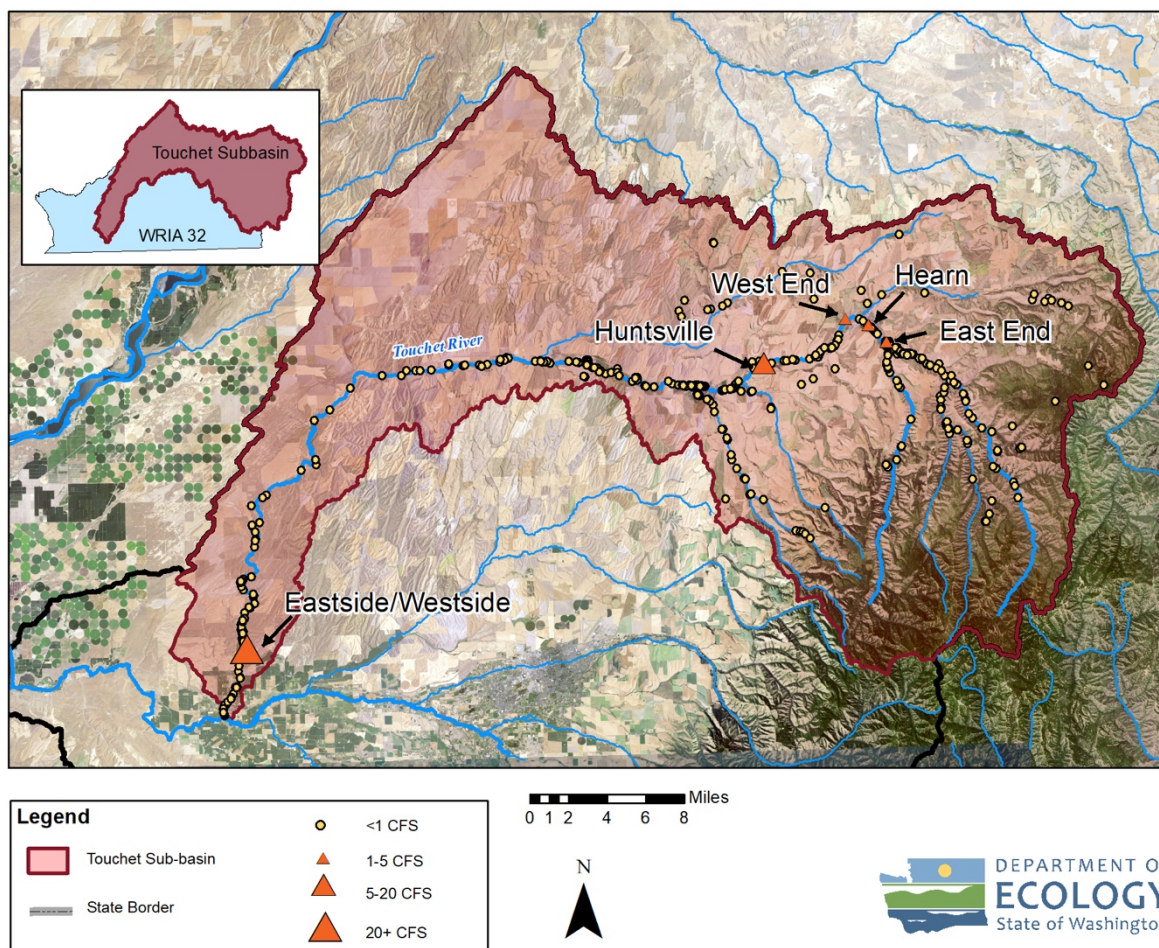 Touchet Subbasin
WRIA 32
West End
Hearn
Huntsville
East End
Touchet River
Eastside/Westside
Legend
Touchet Sub-basin
State Border
<1 CFS
1-5 CFS
5-20 CFS
20+ CFS
Miles
0 1 2 4 6 8
N
DEPARTMENT O
ECOLOGY
State of Washington